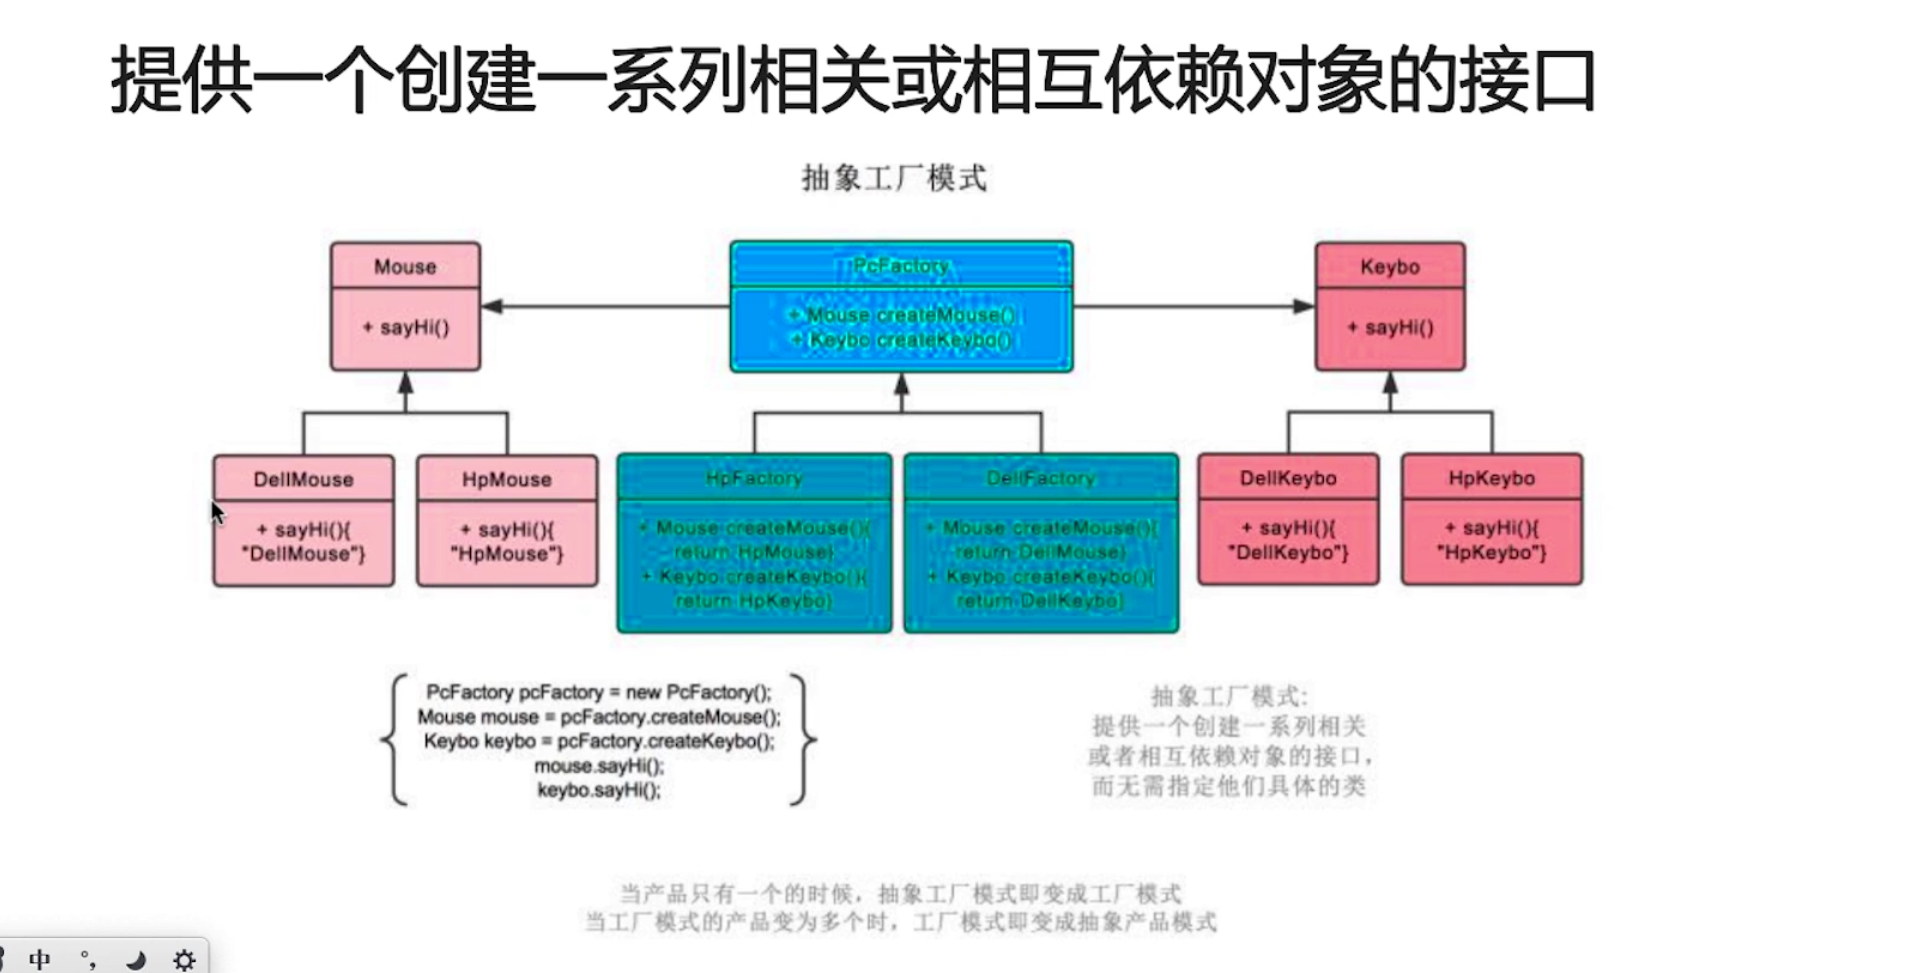 提供一个创建一系列相关或相互依赖对象的接口
抽象工厂模式
Mouse
+ sayHi()
PcFactory
+ Mouse createMouse()
+ Keybo createKeybo()
Keybo
+ sayHi()
DellMouse
+ sayHi(){
"DellMouse"}
HpMouse
+ sayHi(){
"HpMouse"}
HpFactory
+ Mouse createMouse(){
return HpMouse}
+ Keybo createKeybo(){
return HpKeybo}
DellFactory
+ Mouse createMouse(){
return DellMouse}
+ Keybo createKeybo(){
return DellKeybo}
DellKeybo
+ sayHi(){
"DellKeybo"}
HpKeybo
+ sayHi(){
"HpKeybo"}
PcFactory pcFactory = new PcFactory();
Mouse mouse = pcFactory.createMouse();
Keybo keybo = pcFactory.createKeybo();
mouse.sayHi();
keybo.sayHi();
抽象工厂模式:
提供一个创建一系列相关
或者相互依赖对象的接口，
而无需指定他们具体的类
当产品只有一个的时候，抽象工厂模式即变成工厂模式
当工厂模式的产品变为多个时，工厂模式即变成抽象产品模式
中 °,